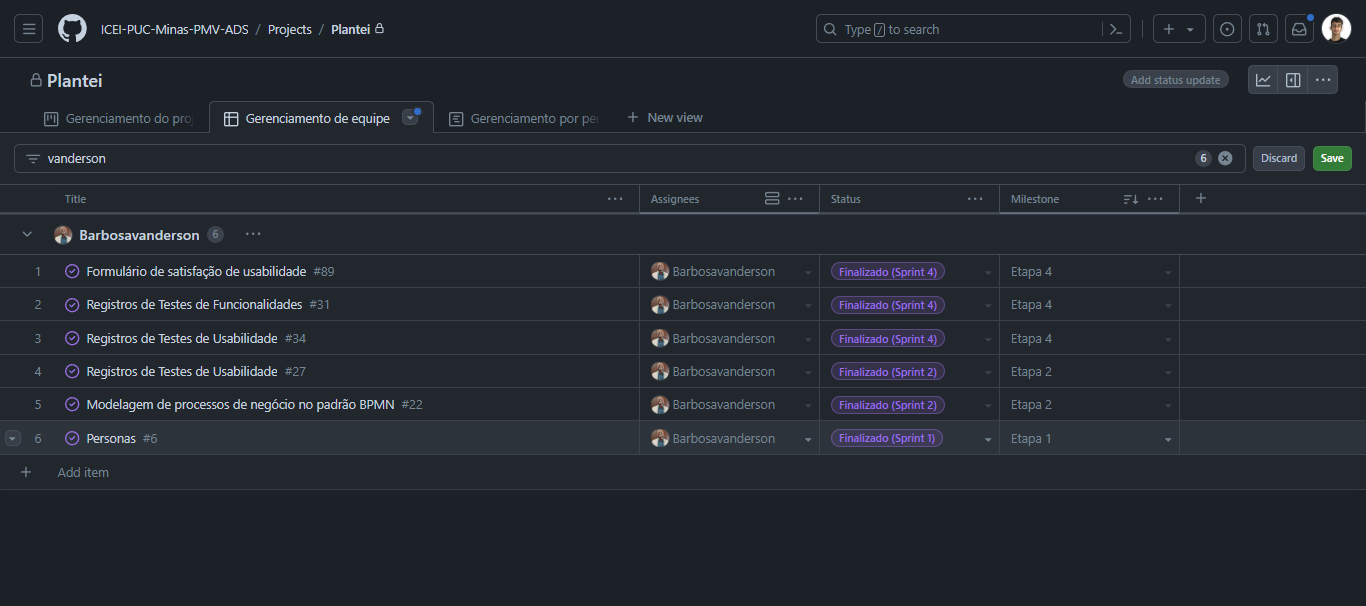 ICEI-PUC-Minas-PMV-ADS / Projects / Plantei Type / to search
Plantei Add status update
Gerenciamento do proj Gerenciamento de equipe Gerenciamento por pe + New view
vanderson 6 Discard Save
Title Assignees Status Milestone
Barbosavanderson 6
1 Formulário de satisfação de usabilidade #89 Barbosavanderson Finalizado (Sprint 4) Etapa 4
2 Registros de Testes de Funcionalidades #31 Barbosavanderson Finalizado (Sprint 4) Etapa 4
3 Registros de Testes de Usabilidade #34 Barbosavanderson Finalizado (Sprint 4) Etapa 4
4 Registros de Testes de Usabilidade #27 Barbosavanderson Finalizado (Sprint 2) Etapa 2
5 Modelagem de processos de negócio no padrão BPMN #22 Barbosavanderson Finalizado (Sprint 2) Etapa 2
6 Personas #6 Barbosavanderson Finalizado (Sprint 1) Etapa 1
+ Add item